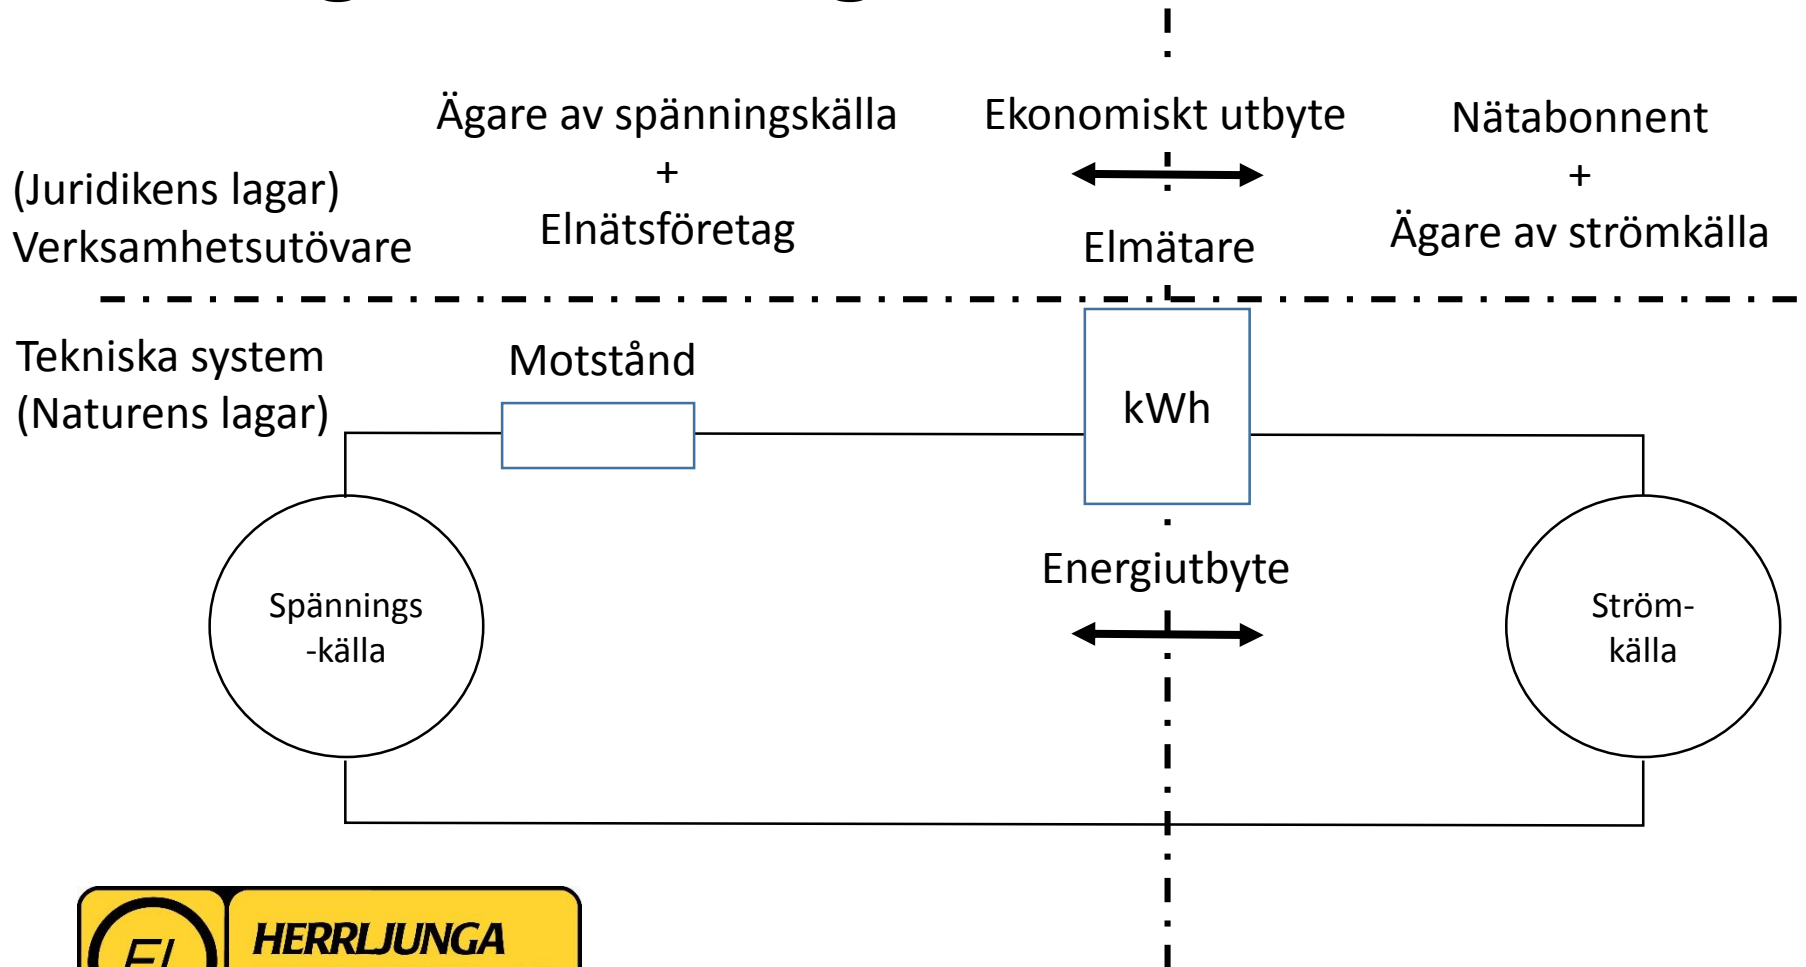 Ägare av spänningskälla
+
Elnätsföretag
Ekonomiskt utbyte
Elmätare
Nätabonnent
+
Ägare av strömkälla
(Juridikens lagar)
Verksamhetsutövare
Tekniska system
(Naturens lagar)
Motstånd
kWh
Spännings
-källa
Energiutbyte
Ström-
källa
EL
HERRLJUNGA